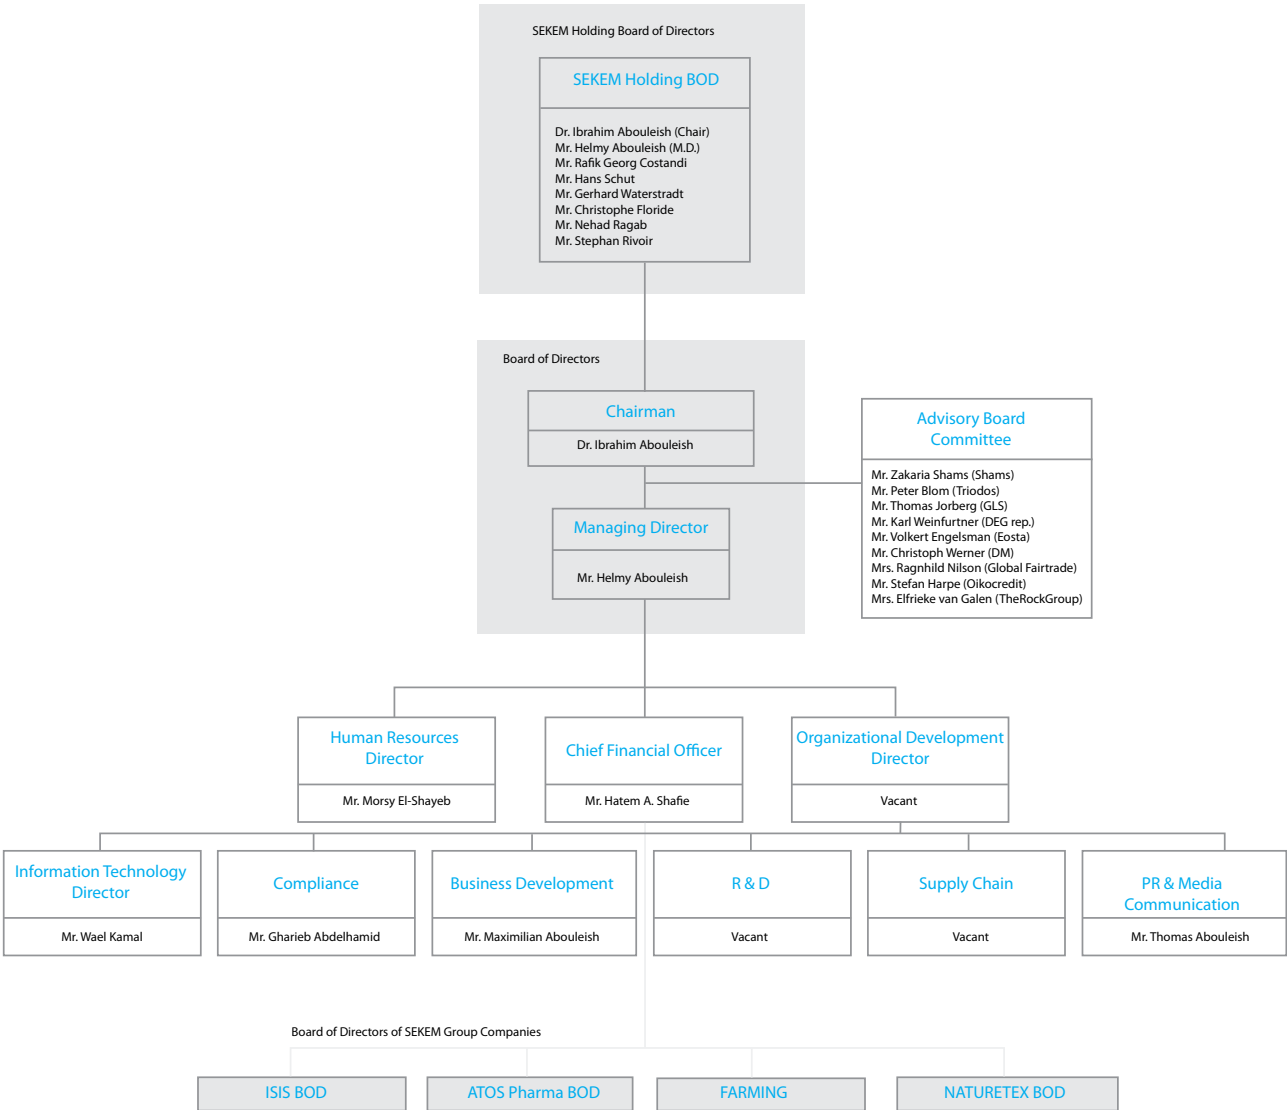 SEKEM Holding Board of Directors
SEKEM Holding BOD
Dr. Ibrahim Abouleish (Chair)
Mr. Helmy Abouleish (M.D.)
Mr. Rafik Georg Costandi
Mr. Hans Schut
Mr. Gerhard Waterstradt
Mr. Christophe Floride
Mr. Nehad Ragab
Mr. Stephan Rivoir
Board of Directors
Chairman
Dr. Ibrahim Abouleish
Advisory Board
Committee
Mr. Zakaria Shams (Shams)
Mr. Peter Blom (Triodos)
Mr. Thomas Jorberg (GLS)
Mr. Karl Weinfurtner (DEG rep.)
Mr. Volkert Engelsman (Eosta)
Mr. Christoph Werner (DM)
Mrs. Ragnhild Nilson (Global Fairtrade)
Mr. Stefan Harpe (Oikocredit)
Mrs. Elfrieke van Galen (TheRockGroup)
Managing Director
Mr. Helmy Abouleish
Human Resources
Director
Mr. Morsy El-Shayeb
Chief Financial Officer
Mr. Hatem A. Shafie
Organizational Development
Director
Vacant
Information Technology
Director
Mr. Wael Kamal
Compliance
Mr. Gharieb Abdelhamid
Business Development
Mr. Maximilian Abouleish
R & D
Vacant
Supply Chain
Vacant
PR & Media
Communication
Mr. Thomas Abouleish
Board of Directors of SEKEM Group Companies
ISIS BOD
ATOS Pharma BOD
FARMING
NATURETEX BOD